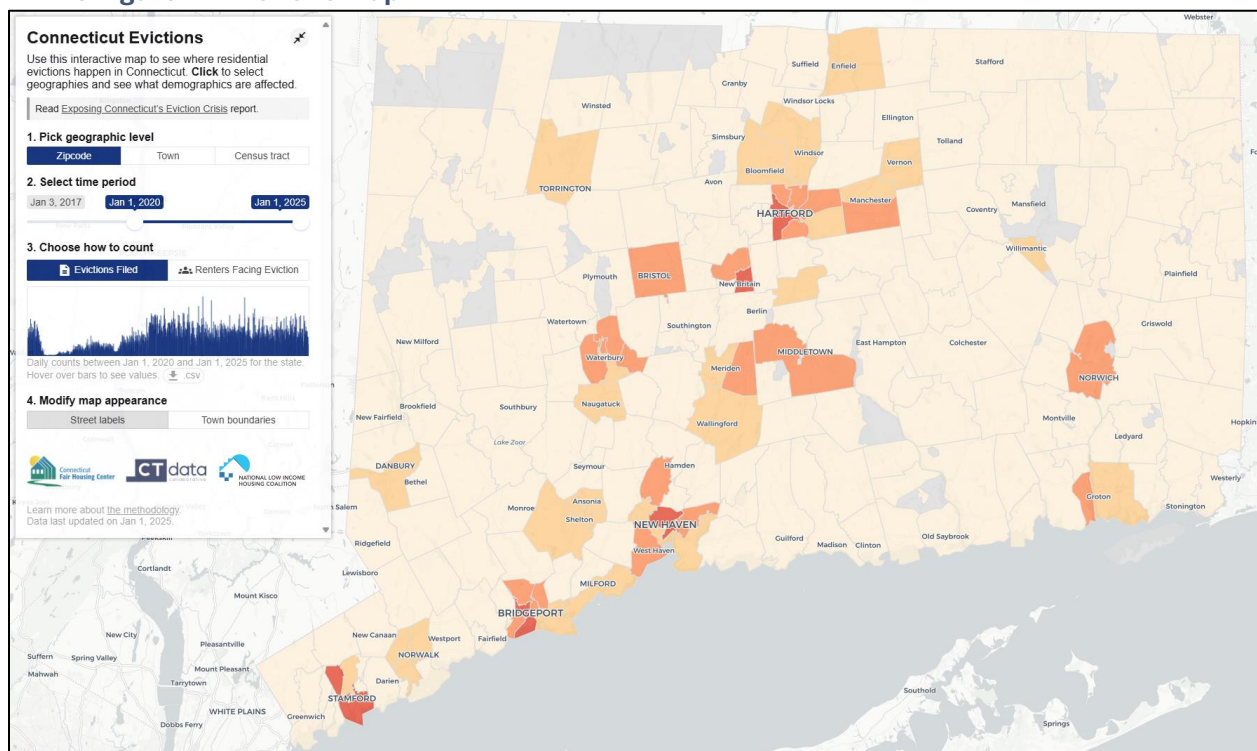 Connecticut Evictions
Use this interactive map to see where residential
evictions happen in Connecticut. Click to select
geographies and see what demographics are affected.
Read Exposing Connecticut's Eviction Crisis report.
1. Pick geographic level
Zipcode Town Census tract
2. Select time period
Jan 3, 2017 Jan 1, 2020 Jan 1, 2025
3. Choose how to count
Evictions Filed Renters Facing Eviction
Daily counts between Jan 1, 2020 and Jan 1, 2025 for the state.
Hover over bars to see values. .csv
4. Modify map appearance
Street labels Town boundaries
Connecticut
Fair Housing Center
CTdata
COLLABORATIVE
NATIONAL LOW INCOME
HOUSING COALITION
Learn more about the methodology.
Data last updated on Jan 1, 2025.
Webster
Suffield
Enfield
Stafford
Granby
Windsor Locks
Winsted
Ellington
Simsbury
Windsor
Tolland
Bloomfield
Vernon
Avon
TORRINGTON
Manchester
Mansfield
Coventry
HARTFORD
Willimantic
Plymouth
BRISTOL
New Britain
Plainfield
Berlin
Watertown
Southington
Griswold
New Milford
Waterbury
MIDDLETOWN
East Hampton
Colchester
Meriden
NORWICH
Naugatuck
Brookfield
Southbury
New Fairfield
Wallingford
Montville
Hopkin
Ledyard
Lake Zoar
DANBURY
Seymour
Hamden
Bethel
Westerly
Ansonia
Groton
Salem
Monroe
Shelton
Stonington
NEW HAVEN
Ridgefield
West Haven
Guilford
Madison
Clinton
Old Saybrook
Cortlandt
Lewisboro
MILFORD
Mount Kisco
BRIDGEPORT
New City
New Canaan
Westport
Fairfield
Pleasantville
Suffern
Spring Valley
NORWALK
Mount Pleasant
Mahwah
Tarrytown
Darien
STAMFORD
Southold
WHITE PLAINS
Greenwich
Dobbs Ferry
Springs